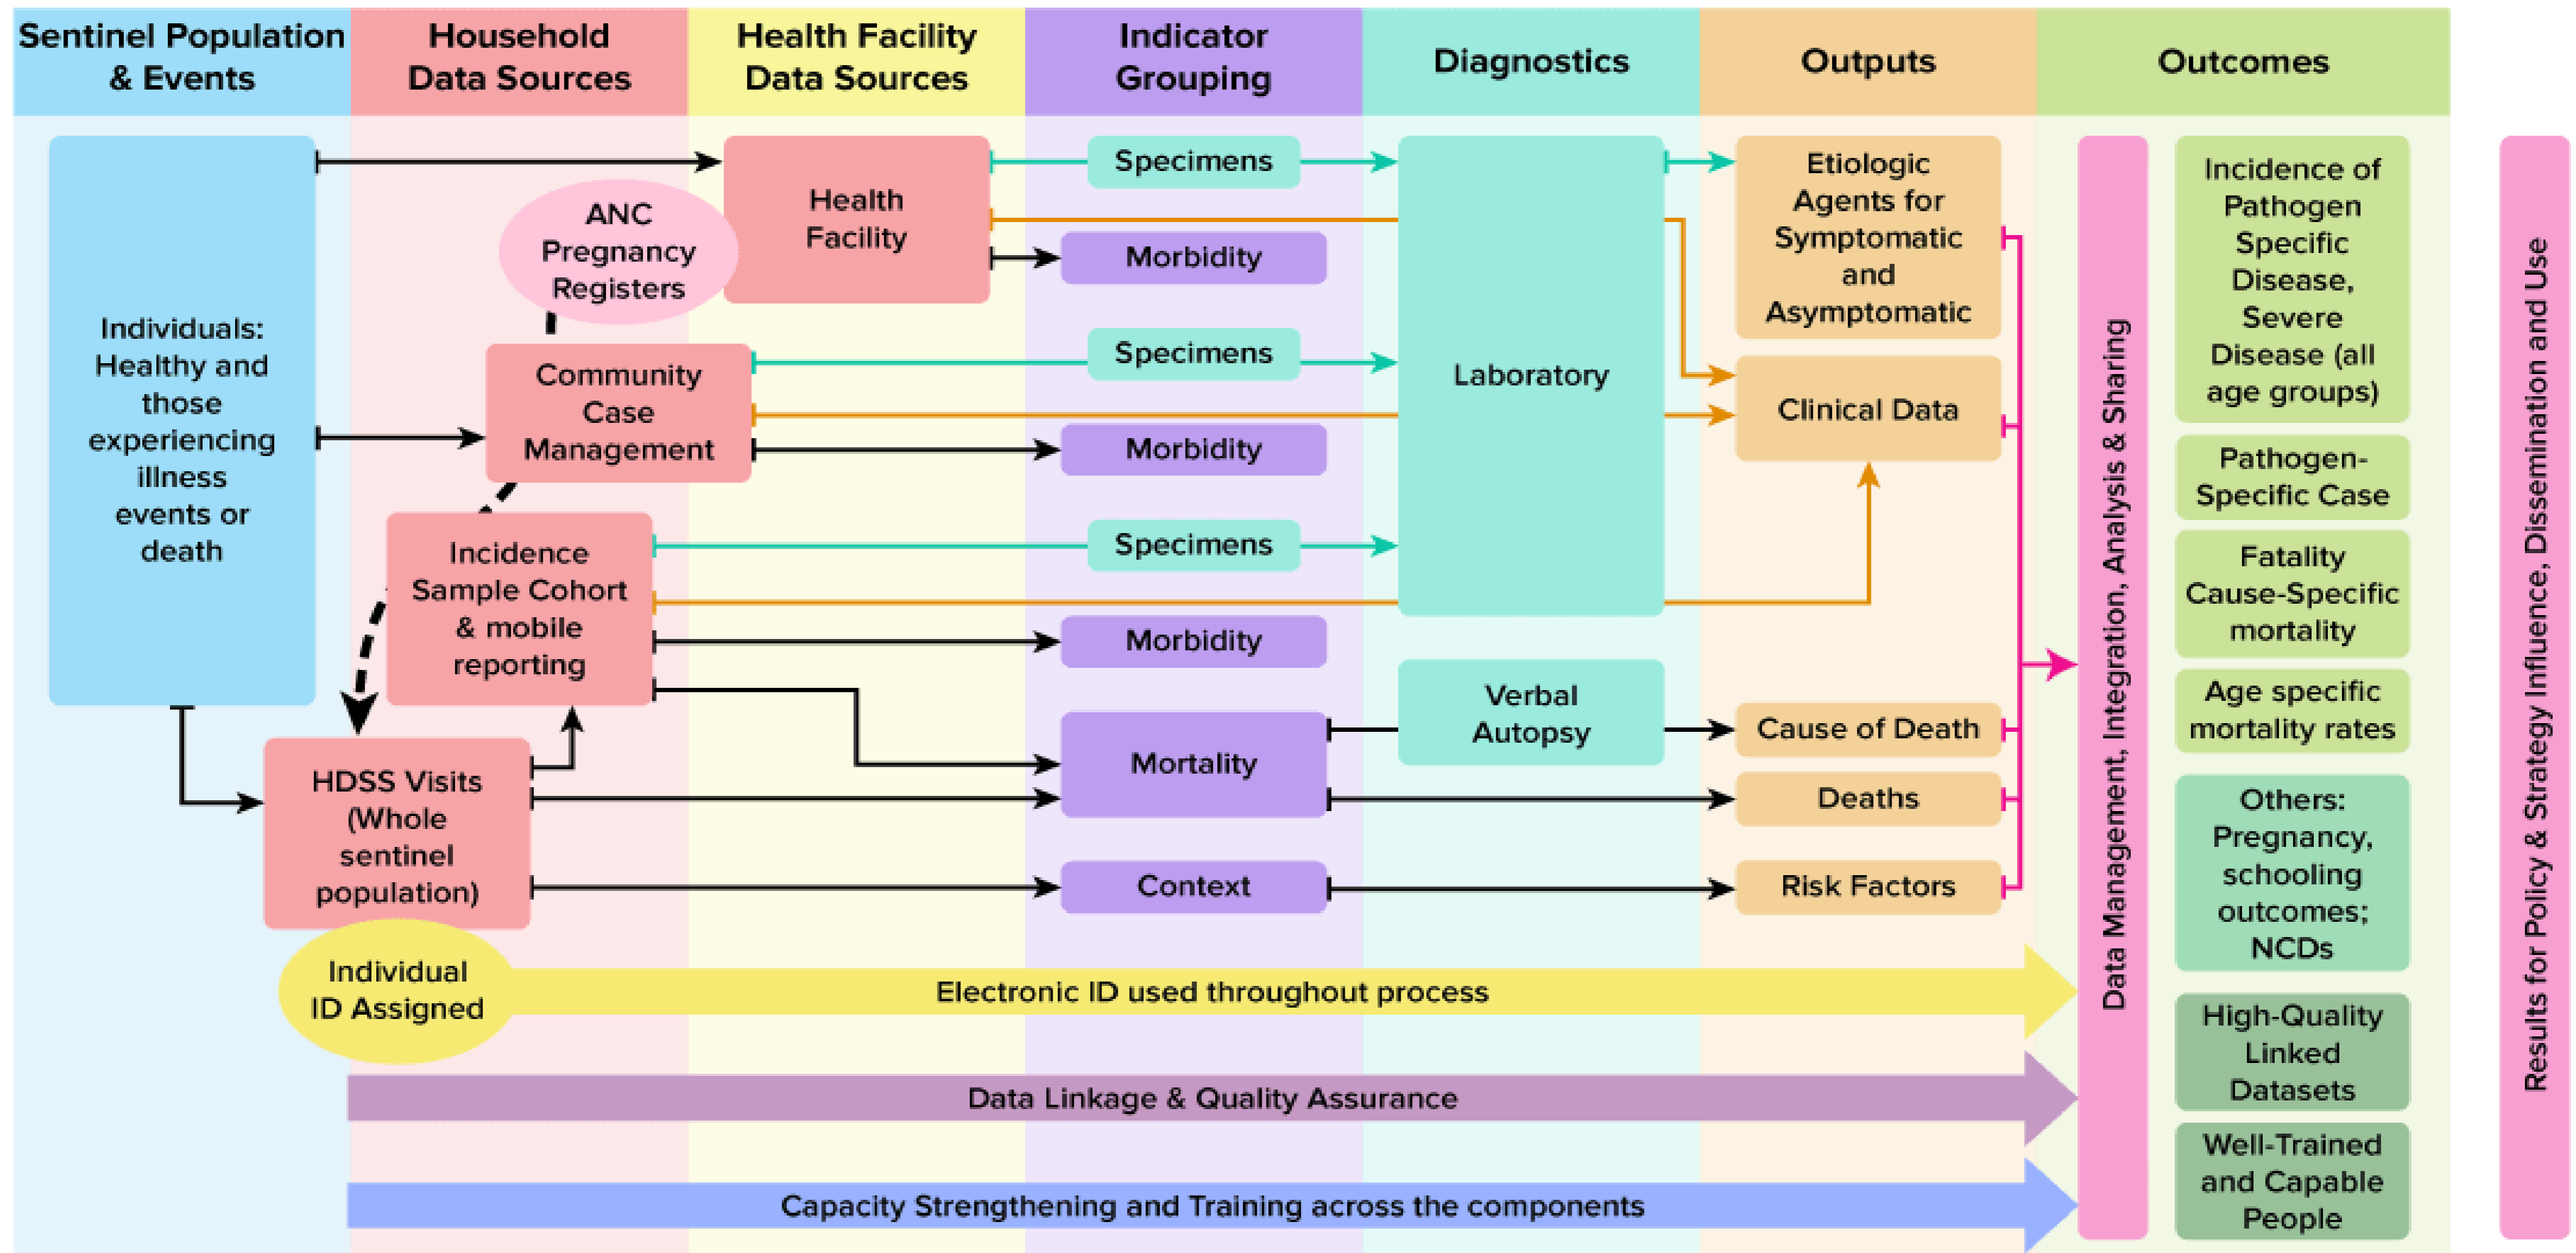 Sentinel Population
& Events
Household
Data Sources
Health Facility
Data Sources
Indicator
Grouping
Diagnostics
Outputs
Outcomes
Individuals:
Healthy and
those
experiencing
illness
events or
death
ANC
Pregnancy
Registers
Health
Facility
Community
Case
Management
Incidence
Sample Cohort
& mobile
reporting
HDSS Visits
(Whole
sentinel
population)
Individual
ID Assigned
Specimens
Morbidity
Specimens
Morbidity
Specimens
Morbidity
Mortality
Context
Laboratory
Verbal
Autopsy
Etiologic
Agents for
Symptomatic
and
Asymptomatic
Clinical Data
Cause of Death
Deaths
Risk Factors
Electronic ID used throughout process
Data Linkage & Quality Assurance
Capacity Strengthening and Training across the components
Data Management, Integration, Analysis & Sharing
Incidence of
Pathogen
Specific
Disease,
Severe
Disease (all
age groups)
Pathogen-
Specific Case
Fatality
Cause-Specific
mortality
Age specific
mortality rates
Others:
Pregnancy,
schooling
outcomes;
NCDs
High-Quality
Linked
Datasets
Well-Trained
and Capable
People
Results for Policy & Strategy Influence, Dissemination and Use